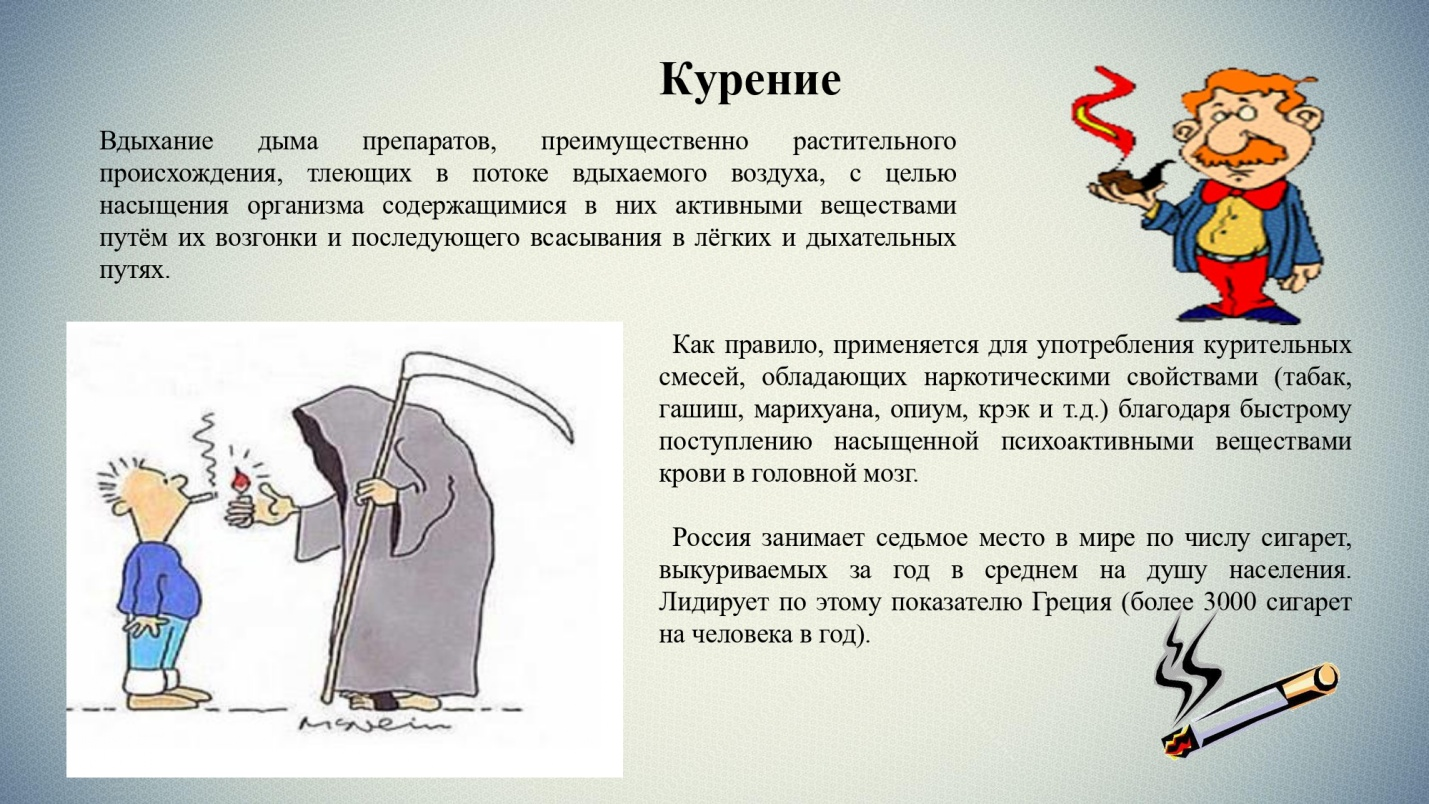 Курение
Вдыхание дыма препаратов, преимущественно растительного
происхождения, тлеющих в потоке вдыхаемого воздуха, с целью
насыщения организма содержащимися в них активными веществами
путём их возгонки и последующего всасывания в лёгких и дыхательных
путях.
Как правило, применяется для употребления курительных
смесей, обладающих наркотическими свойствами (табак,
гашиш, марихуана, опиум, крэк и т.д.) благодаря быстрому
поступлению насыщенной психоактивными веществами
крови в головной мозг.
Россия занимает седьмое место в мире по числу сигарет,
выкуриваемых за год в среднем на душу населения.
Лидирует по этому показателю Греция (более 3000 сигарет
на человека в год).